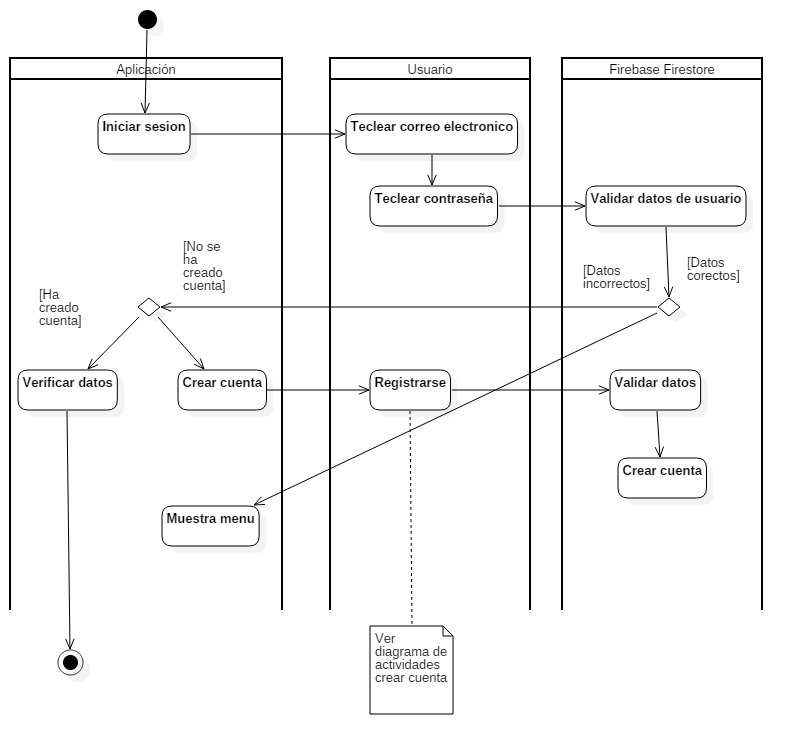 Aplicación
Usuario
Firebase Firestore
Iniciar sesion
Teclear correo electronico
Teclear contraseña
Validar datos de usuario
[No se
ha
creado
cuenta]
[Datos
incorrectos]
[Datos
corectos]
[Ha
creado
cuenta]
Verificar datos
Crear cuenta
Registrarse
Validar datos
Crear cuenta
Muestra menu
Ver
diagrama de
actividades
crear cuenta